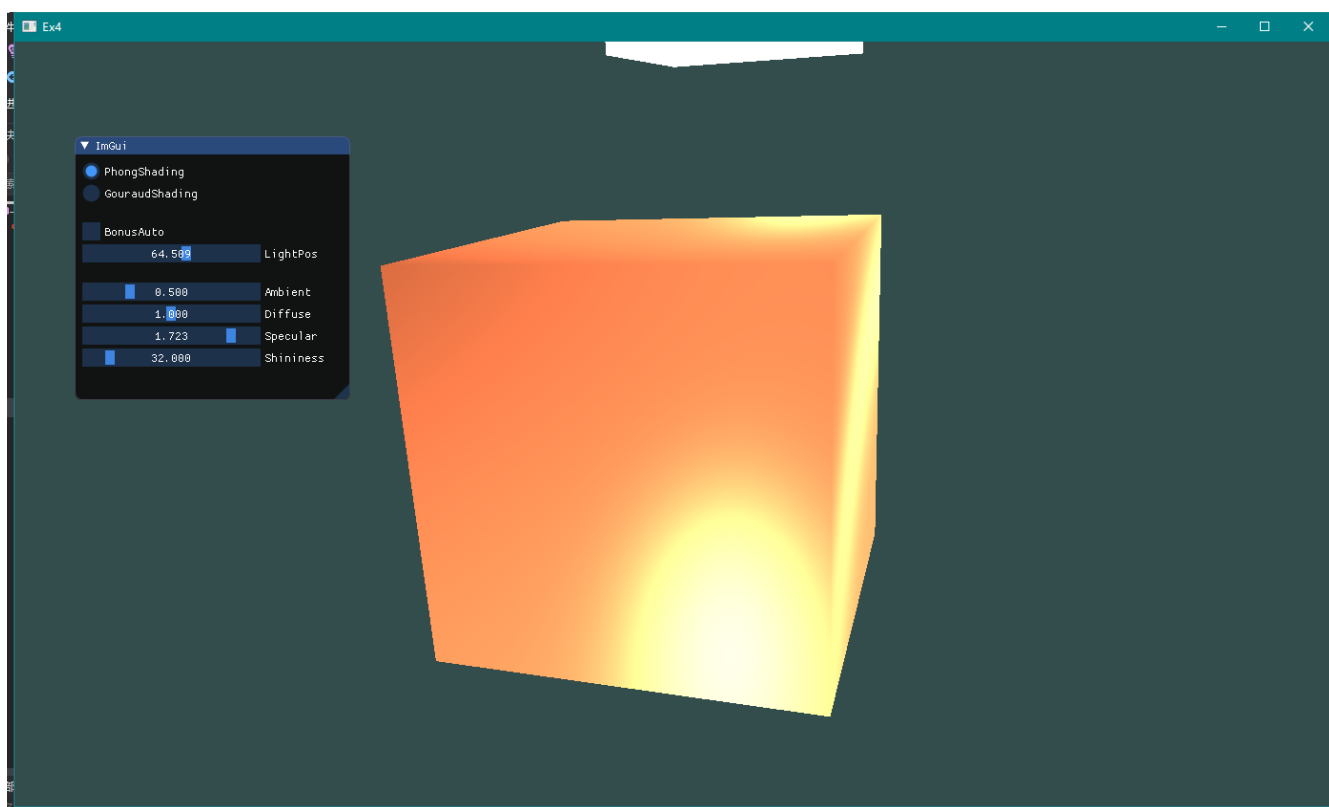 Ex4
ImGui
PhongShading
GouraudShading
BonusAuto
64.509 LightPos
0.500 Ambient
1.000 Diffuse
1.723 Specular
32.000 Shininess